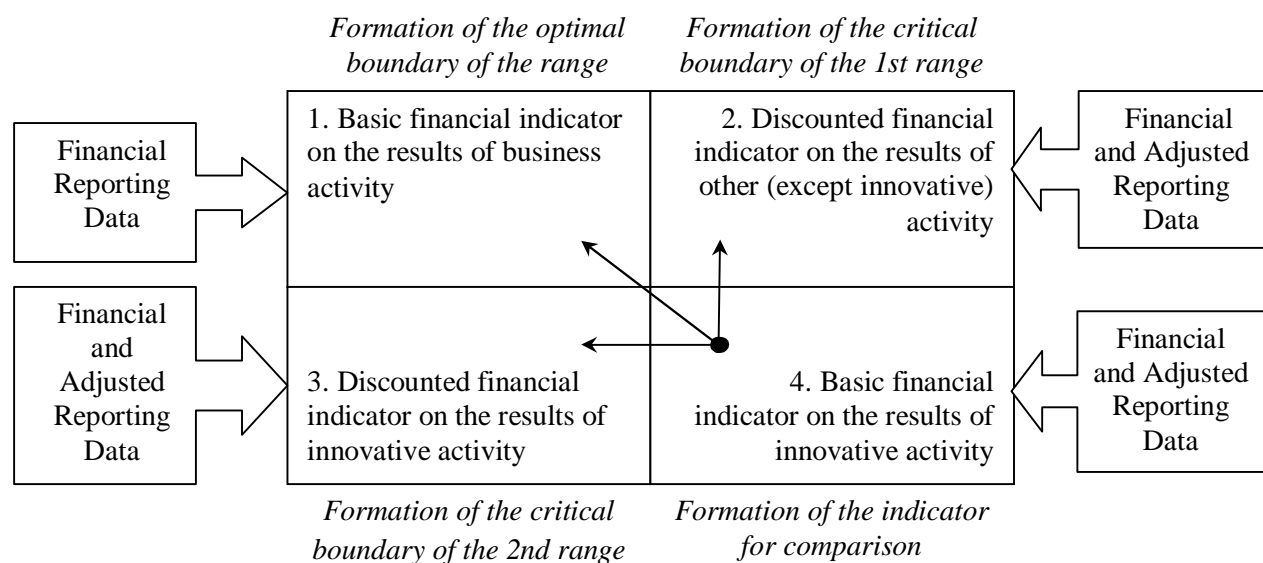 Formation of the optimal
boundary of the range
Formation of the critical
boundary of the 1st range
Financial
Reporting
Data
1. Basic financial indicator
on the results of business
activity
2. Discounted financial
indicator on the results of
other (except innovative)
activity
Financial
and Adjusted
Reporting
Data
Financial
and
Adjusted
Reporting
Data
3. Discounted financial
indicator on the results of
innovative activity
4. Basic financial
indicator on the results of
innovative activity
Financial
and Adjusted
Reporting
Data
Formation of the critical
boundary of the 2nd range
Formation of the indicator
for comparison